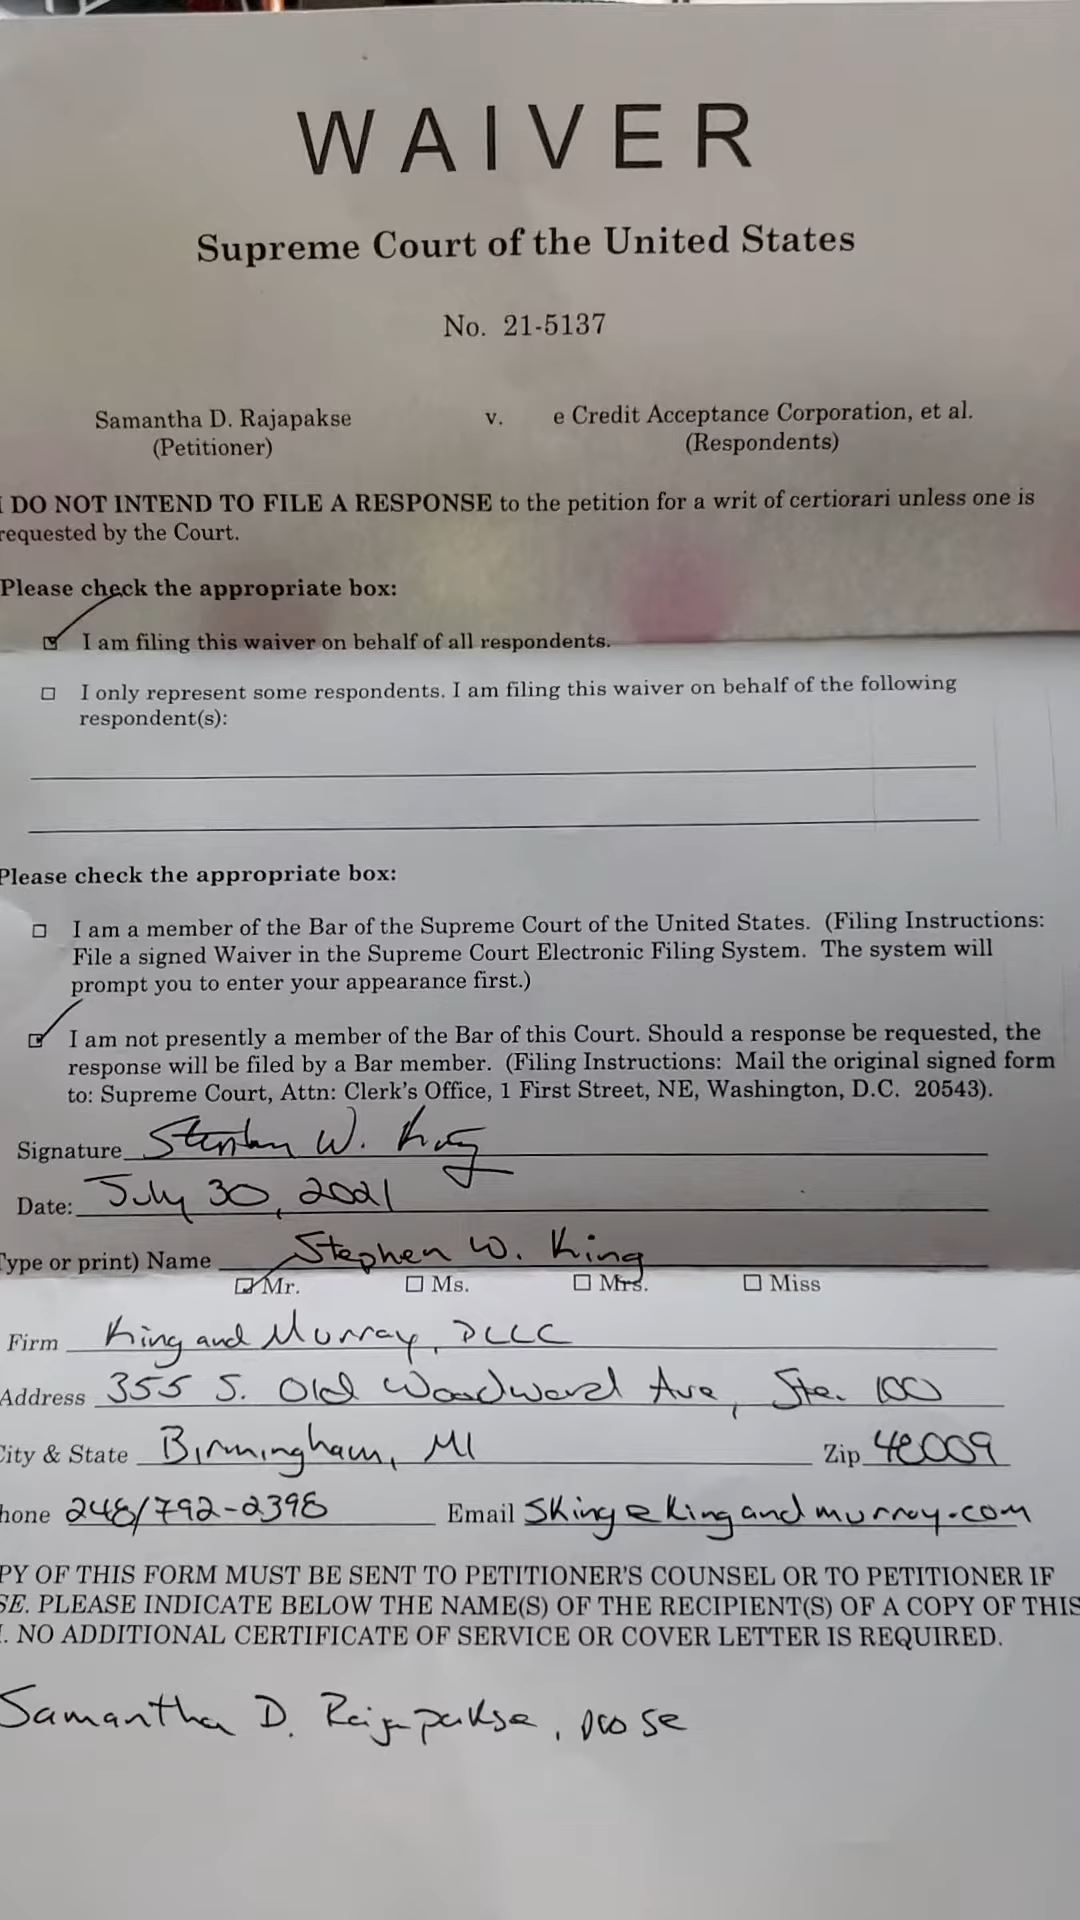 WAIVER
Supreme Court of the United States
No. 21-5137
Samantha D. Rajapakse v. e Credit Acceptance Corporation, et al.
(Petitioner) (Respondents)
I DO NOT INTEND TO FILE A RESPONSE to the petition for a writ of certiorari unless one is
requested by the Court.
Please check the appropriate box:
☑ I am filing this waiver on behalf of all respondents.
☐ I only represent some respondents. I am filing this waiver on behalf of the following
respondent(s):
Please check the appropriate box:
☐ I am a member of the Bar of the Supreme Court of the United States. (Filing Instructions:
File a signed Waiver in the Supreme Court Electronic Filing System. The system will
prompt you to enter your appearance first.)
☑ I am not presently a member of the Bar of this Court. Should a response be requested, the
response will be filed by a Bar member. (Filing Instructions: Mail the original signed form
to: Supreme Court, Attn: Clerk's Office, 1 First Street, NE, Washington, D.C. 20543).
Signature Stephen W. King
Date: July 30, 2021
Type or print) Name Stephen W. King
☑ Mr. ☐ Ms. ☐ Mrs. ☐ Miss
Firm King and Murray, PLLC
Address 355 S. Old Woodward Ave, Ste. 100
City & State Birmingham, MI Zip 48009
hone 248/792-2398 Email sking@kingandmurray.com
PY OF THIS FORM MUST BE SENT TO PETITIONER'S COUNSEL OR TO PETITIONER IF
SE. PLEASE INDICATE BELOW THE NAME(S) OF THE RECIPIENT(S) OF A COPY OF THIS
. NO ADDITIONAL CERTIFICATE OF SERVICE OR COVER LETTER IS REQUIRED.
Samantha D. Rajapakse, pro se